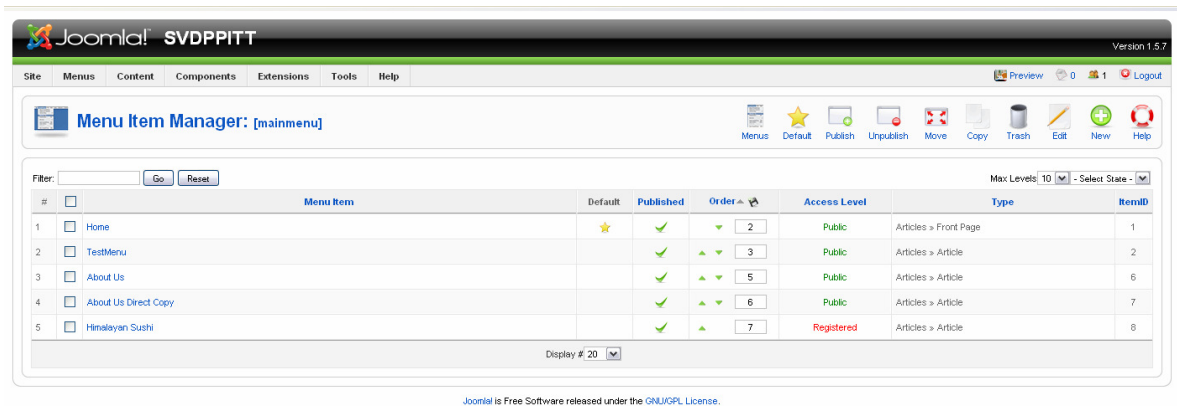 Joomla!® SVDPPITT
Version 1.5.7
Site Menus Content Components Extensions Tools Help Preview 0 1 Logout
Menu Item Manager: [mainmenu]
Menus Default Publish Unpublish Move Copy Trash Edit New Help
Filter: Go Reset Max Levels 10 - Select State -
# Menu Item Default Published Order Access Level Type ItemID
1 Home 2 Public Articles » Front Page 1
2 TestMenu 3 Public Articles » Article 2
3 About Us 5 Public Articles » Article 6
4 About Us Direct Copy 6 Public Articles » Article 7
5 Himalayan Sushi 7 Registered Articles » Article 8
Display # 20
Joomla! is Free Software released under the GNU/GPL License.